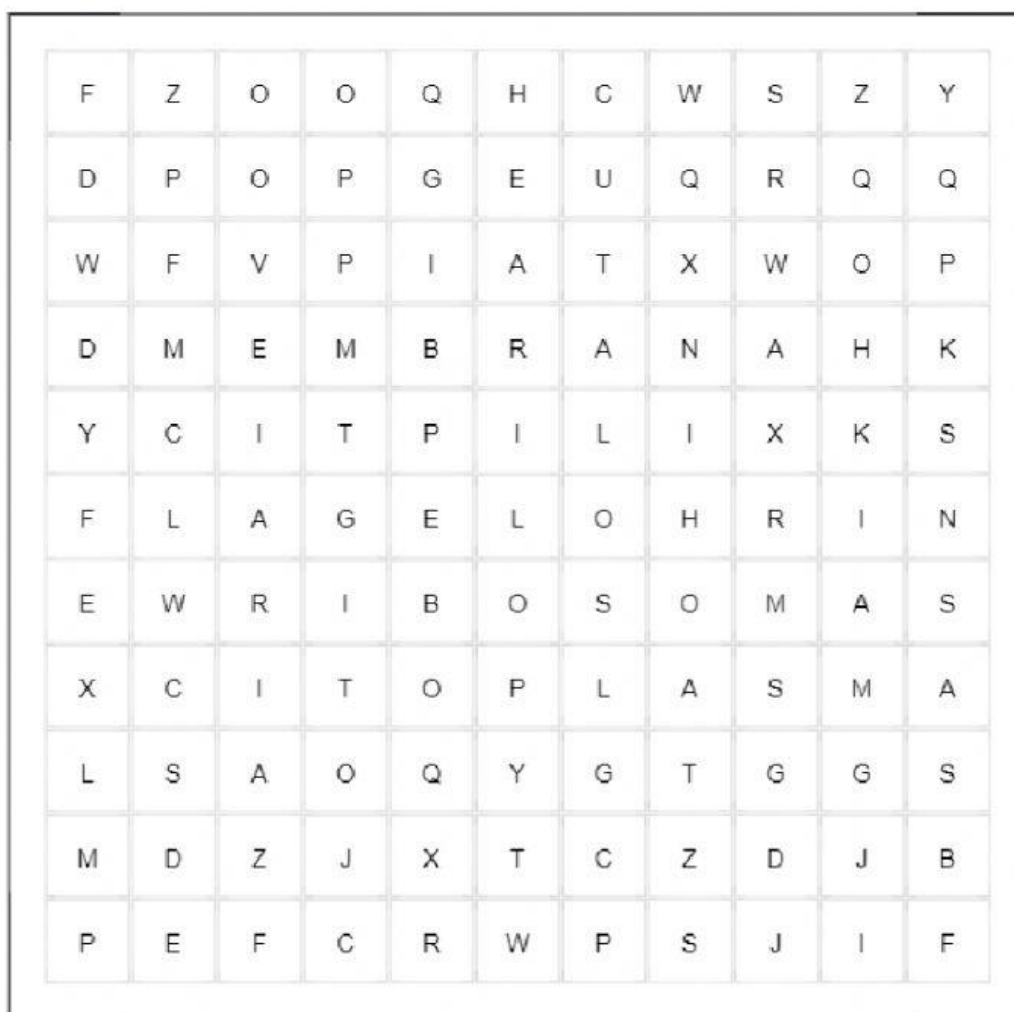 F Z O O Q H C W S Z Y
D P O P G E U Q R Q Q
W F V P I A T X W O P
D M E M B R A N A H K
Y C I T P I L I X K S
F L A G E L O H R I N
E W R I B O S O M A S
X C I T O P L A S M A
L S A O Q Y G T G G S
M D Z J X T C Z D J B
P E F C R W P S J I F